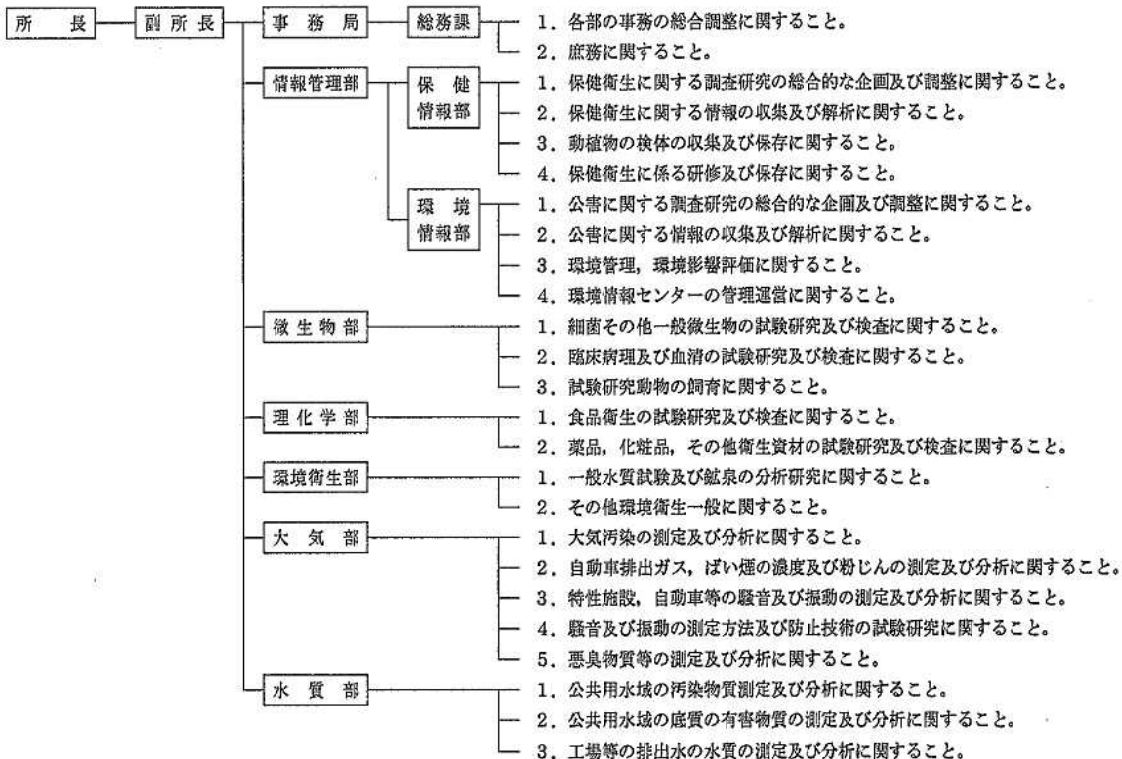 所長 副所長 事務局 総務課 1. 各部の事務の総合調整に関すること。
2. 庶務に関すること。
情報管理部 保健情報部 1. 保健衛生に関する調査研究の総合的な企画及び調整に関すること。
2. 保健衛生に関する情報の収集及び解析に関すること。
3. 動植物の検体の収集及び保存に関すること。
4. 保健衛生に係る研修及び保存に関すること。
環境情報部 1. 公害に関する調査研究の総合的な企画及び調整に関すること。
2. 公害に関する情報の収集及び解析に関すること。
3. 環境管理，環境影響評価に関すること。
4. 環境情報センターの管理運営に関すること。
微生物部 1. 細菌その他一般微生物の試験研究及び検査に関すること。
2. 臨床病理及び血清の試験研究及び検査に関すること。
3. 試験研究動物の飼育に関すること。
理化学部 1. 食品衛生の試験研究及び検査に関すること。
2. 薬品，化粧品，その他衛生資材の試験研究及び検査に関すること。
環境衛生部 1. 一般水質試験及び鉱泉の分析研究に関すること。
2. その他環境衛生一般に関すること。
大気部 1. 大気汚染の測定及び分析に関すること。
2. 自動車排出ガス，ばい煙の濃度及び粉じんの測定及び分析に関すること。
3. 特性施設，自動車等の騒音及び振動の測定及び分析に関すること。
4. 騒音及び振動の測定方法及び防止技術の試験研究に関すること。
5. 悪臭物質等の測定及び分析に関すること。
水質部 1. 公共用水域の汚染物質測定及び分析に関すること。
2. 公共用水域の底質の有害物質の測定及び分析に関すること。
3. 工場等の排出水の水質の測定及び分析に関すること。